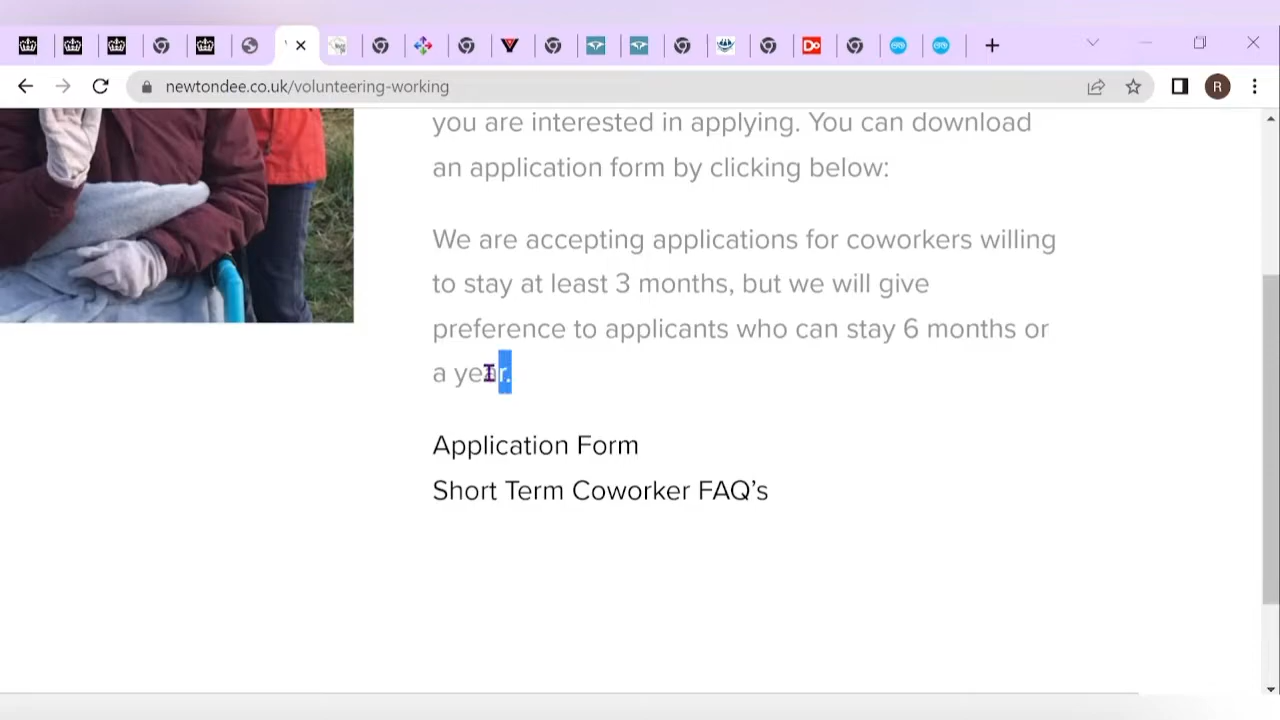 Do
newtondee.co.uk/volunteering-working
R
you are interested in applying. You can download
an application form by clicking below:
We are accepting applications for coworkers willing
to stay at least 3 months, but we will give
preference to applicants who can stay 6 months or
a year.
Application Form
Short Term Coworker FAQ’s